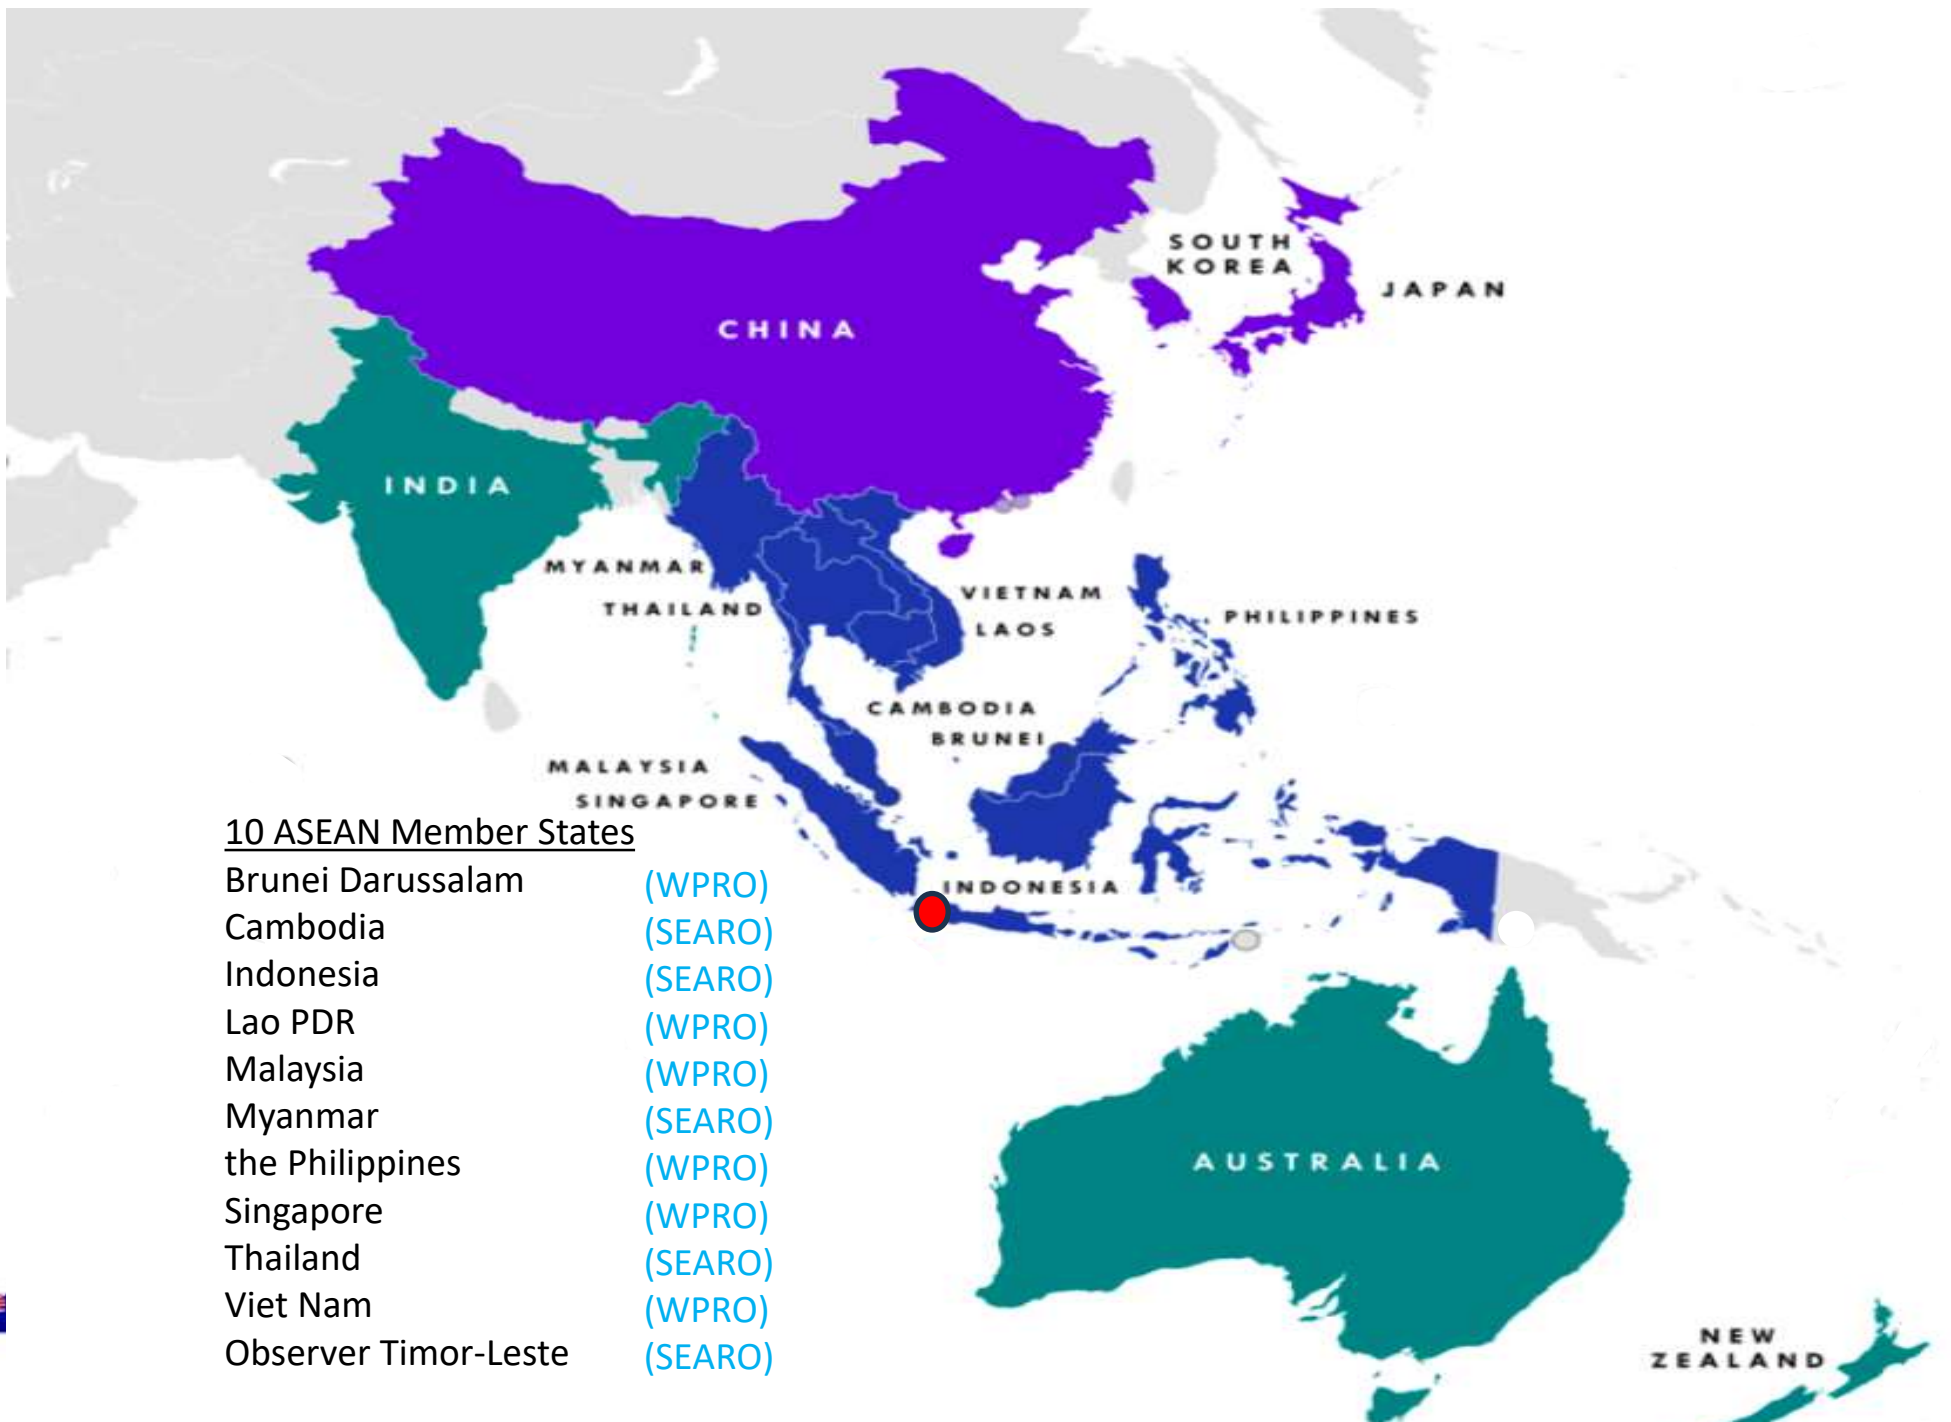 SOUTH
KOREA
JAPAN
CHINA
INDIA
MYANMAR
THAILAND
VIETNAM
LAOS
PHILIPPINES
CAMBODIA
BRUNEI
MALAYSIA
SINGAPORE
INDONESIA
10 ASEAN Member States
Brunei Darussalam (WPRO)
Cambodia (SEARO)
Indonesia (SEARO)
Lao PDR (WPRO)
Malaysia (WPRO)
Myanmar (SEARO)
the Philippines (WPRO)
Singapore (WPRO)
Thailand (SEARO)
Viet Nam (WPRO)
Observer Timor-Leste (SEARO)
AUSTRALIA
NEW
ZEALAND